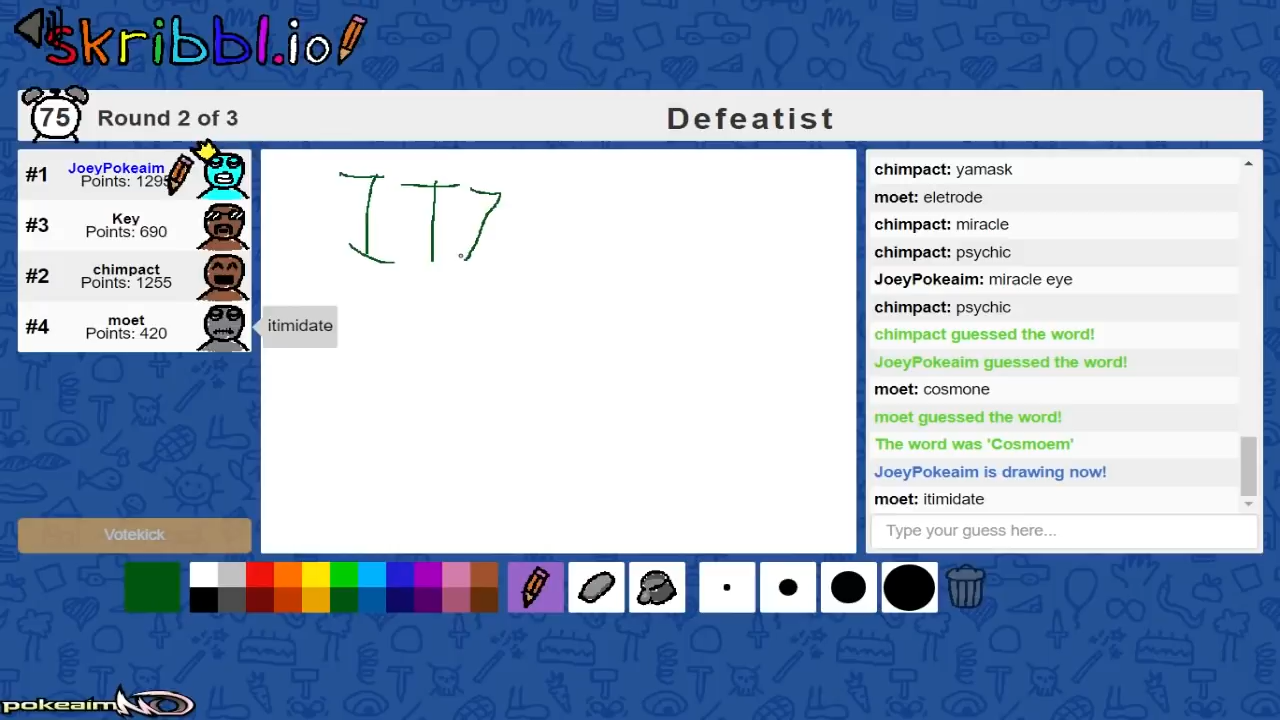 skribbl.io
75
Round 2 of 3
Defeatist
#1
JoeyPokeaim
Points: 1295
#3
Key
Points: 690
#2
chimpact
Points: 1255
#4
moet
Points: 420
itimidate
Votekick
IT7
chimpact: yamask
moet: eletrode
chimpact: miracle
chimpact: psychic
JoeyPokeaim: miracle eye
chimpact: psychic
chimpact guessed the word!
JoeyPokeaim guessed the word!
moet: cosmone
moet guessed the word!
The word was 'Cosmoem'
JoeyPokeaim is drawing now!
moet: itimidate
Type your guess here...
pokeaimMD